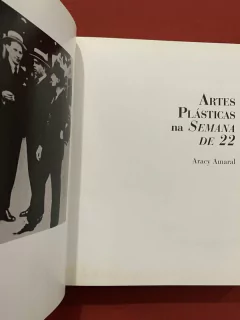 ARTES
PLÁSTICAS
na SEMANA
DE 22
Aracy Amaral